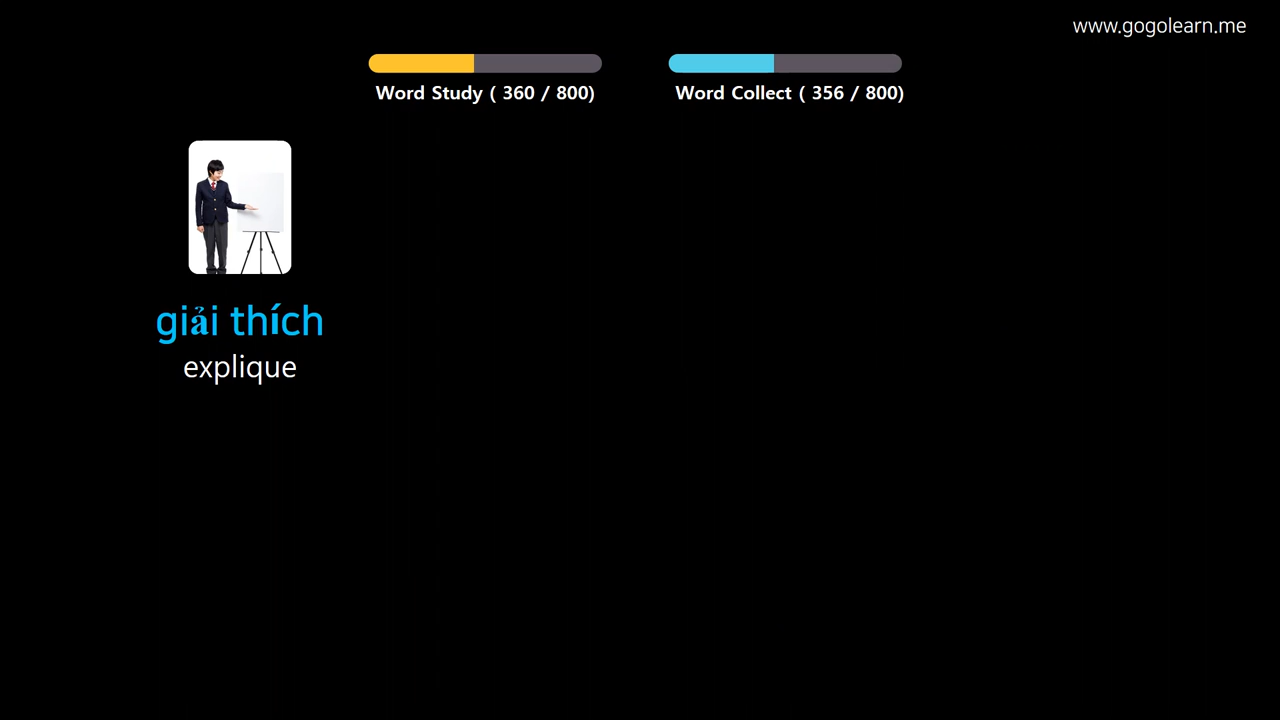 www.gogolearn.me
Word Study ( 360 / 800)
Word Collect ( 356 / 800)
giải thích
explique